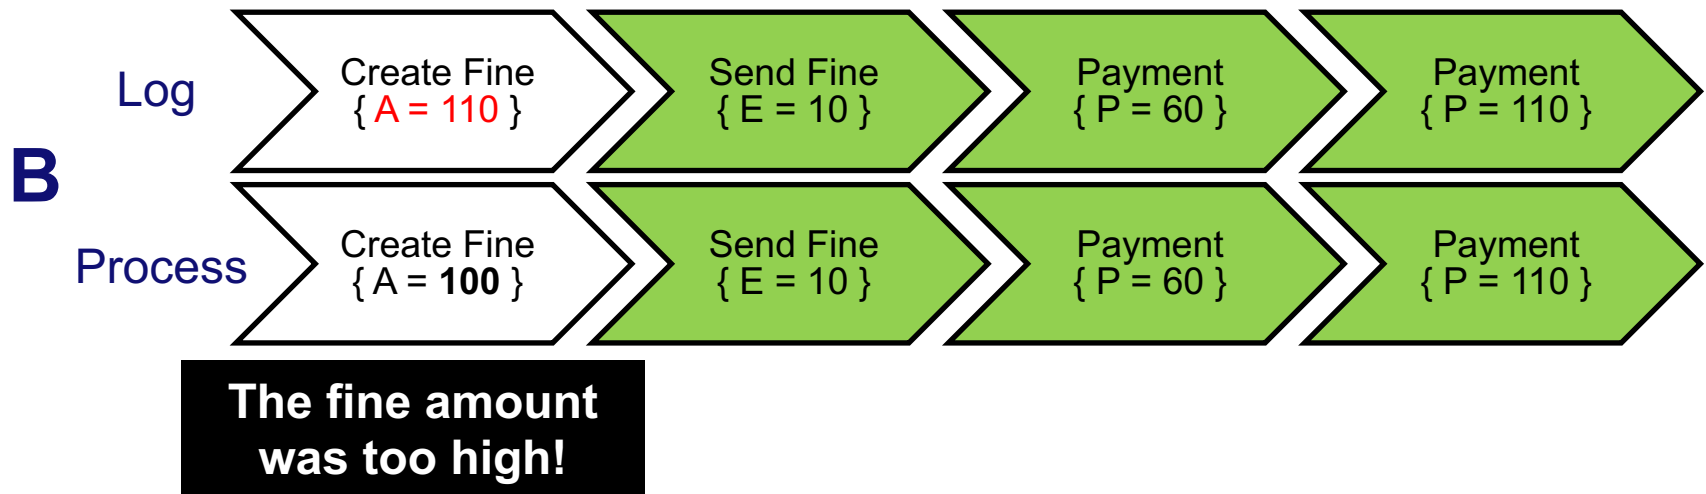 Log
Create Fine
{ A = 110 }
Send Fine
{ E = 10 }
Payment
{ P = 60 }
Payment
{ P = 110 }
B
Process
Create Fine
{ A = 100 }
Send Fine
{ E = 10 }
Payment
{ P = 60 }
Payment
{ P = 110 }
The fine amount
was too high!